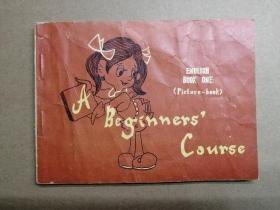 ENGLISH
BOOK ONE
(Picture-book)
A
Beginners'
Course